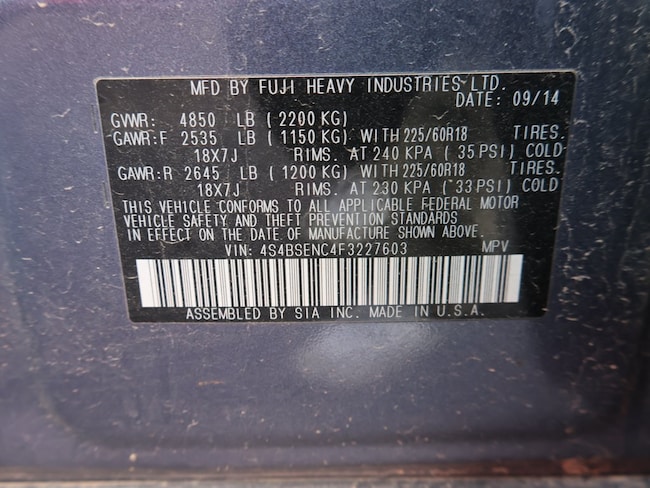 MFD BY FUJI HEAVY INDUSTRIES LTD.
DATE: 09/14
GVWR: 4850 LB (2200 KG)
GAWR:F 2535 LB (1150 KG) WITH 225/60R18 TIRES.
18X7J RIMS. AT 240 KPA (35 PSI) COLD
GAWR:R 2645 LB (1200 KG) WITH 225/60R18 TIRES.
18X7J RIMS. AT 230 KPA (33 PSI) COLD
THIS VEHICLE CONFORMS TO ALL APPLICABLE FEDERAL MOTOR
VEHICLE SAFETY AND THEFT PREVENTION STANDARDS
IN EFFECT ON THE DATE OF MANUFACTURE SHOWN ABOVE.
VIN: 4S4BSENC4F3227603 MPV
ASSEMBLED BY SIA INC. MADE IN U.S.A.